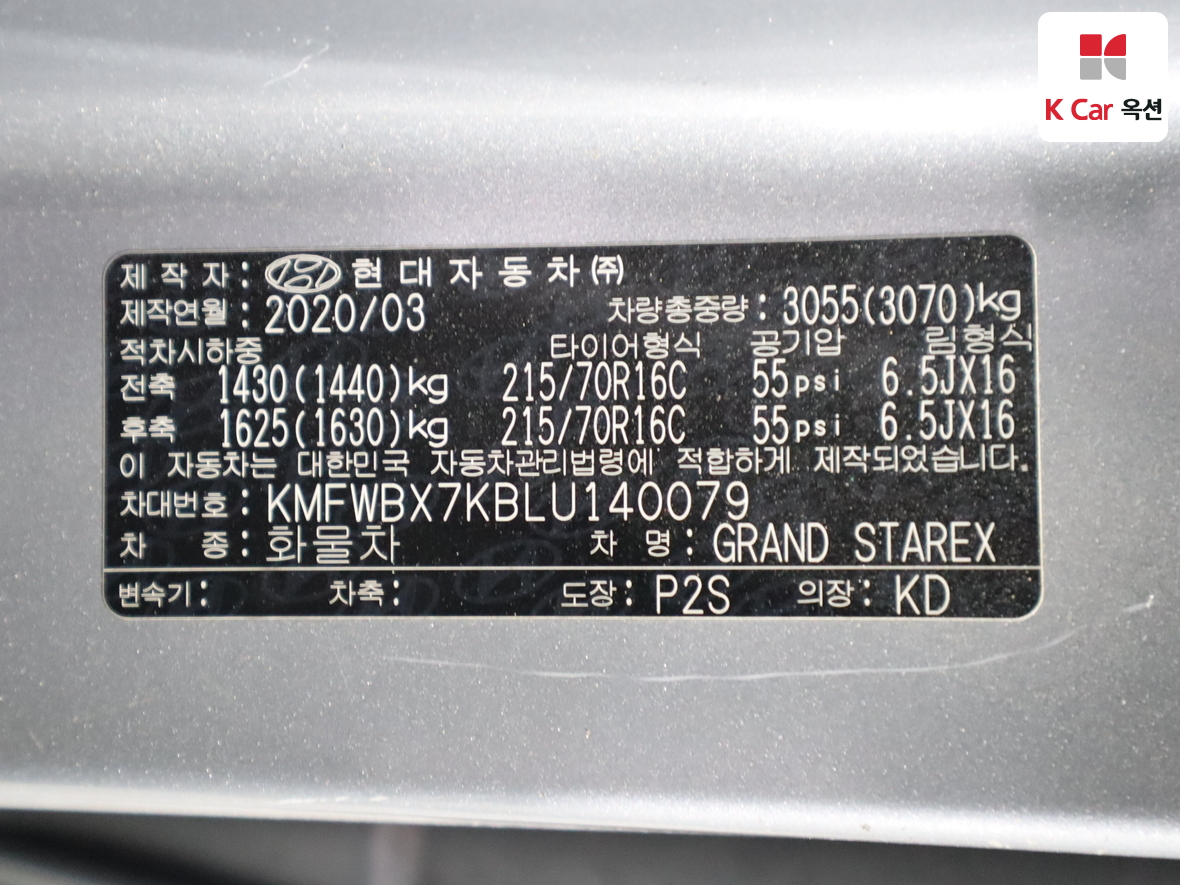 K Car 옥션
제 작 자 : HYUNDAI 현 대 자 동 차 ㈜
제작연월 : 2020/03 차량총중량 : 3055(3070)kg
적차시하중 타이어형식 공기압 림형식
전축 1430(1440)kg 215/70R16C 55psi 6.5JX16
후축 1625(1630)kg 215/70R16C 55psi 6.5JX16
이 자동차는 대한민국 자동차관리법령에 적합하게 제작되었습니다.
차대번호 : KMFWBX7KBLU140079
차 종 : 화물차 차 명 : GRAND STAREX
변속기 : 차축 : 도장 : P2S 의장 : KD